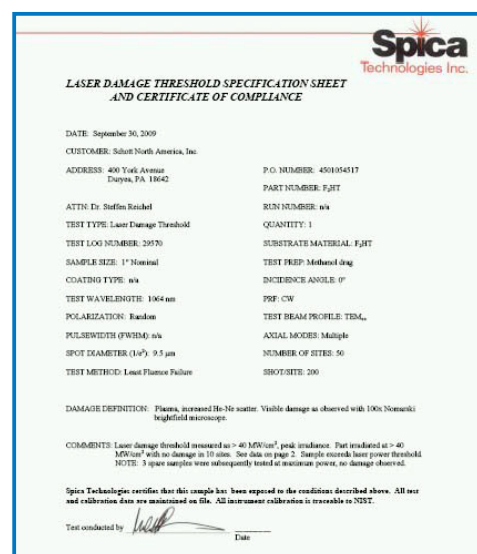 Spica
Technologies Inc.
LASER DAMAGE THRESHOLD SPECIFICATION SHEET
AND CERTIFICATE OF COMPLIANCE
DATE: September 30, 2009
CUSTOMER: Schott North America, Inc.
ADDRESS: 400 York Avenue
Duryea, PA 18642
P.O. NUMBER: 4501054517
PART NUMBER: F₂HT
ATTN: Dr. Steffen Reichel
RUN NUMBER: n/a
TEST TYPE: Laser Damage Threshold
QUANTITY: 1
TEST LOG NUMBER: 29570
SUBSTRATE MATERIAL: F₂HT
SAMPLE SIZE: 1" Nominal
TEST PREP: Methanol drag
COATING TYPE: n/a
INCIDENCE ANGLE: 0°
TEST WAVELENGTH: 1064 nm
PRF: CW
POLARIZATION: Random
TEST BEAM PROFILE: TEM₀₀
PULSEWIDTH (FWHM): n/a
AXIAL MODES: Multiple
SPOT DIAMETER (1/e²): 9.5 µm
NUMBER OF SITES: 50
TEST METHOD: Least Fluence Failure
SHOT/SITE: 200
DAMAGE DEFINITION: Plasma, increased He-Ne scatter. Visible damage as observed with 100x Nomarski
brightfield microscope.
COMMENTS: Laser damage threshold measured as > 40 MW/cm², peak irradiance. Part irradiated at > 40
MW/cm² with no damage in 10 sites. See data on page 2. Sample exceeds laser power threshold.
NOTE: 3 spare samples were subsequently tested at maximum power, no damage observed.
Spica Technologies certifies that this sample has been exposed to the conditions described above. All test
and calibration data are maintained on file. All instrument calibration is traceable to NIST.
Test conducted by
Date